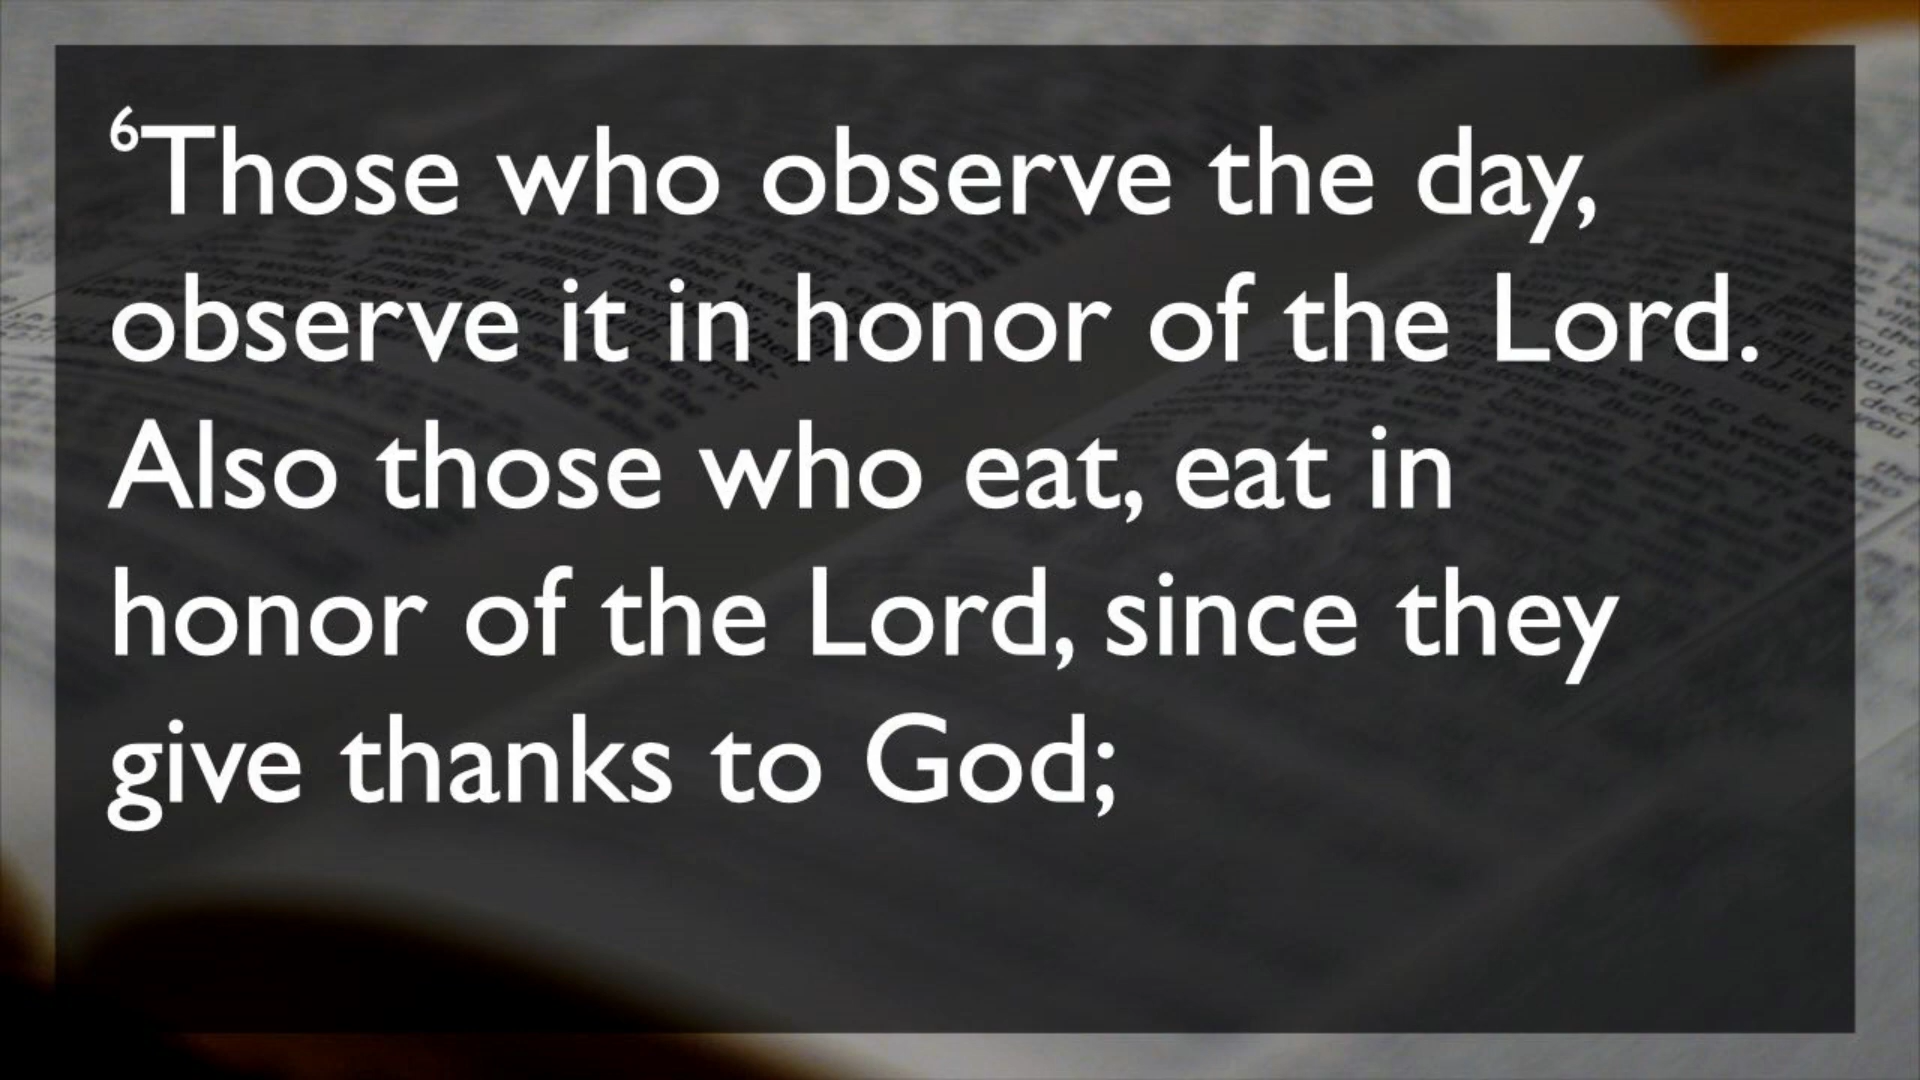 6Those who observe the day,
observe it in honor of the Lord.
Also those who eat, eat in
honor of the Lord, since they
give thanks to God;